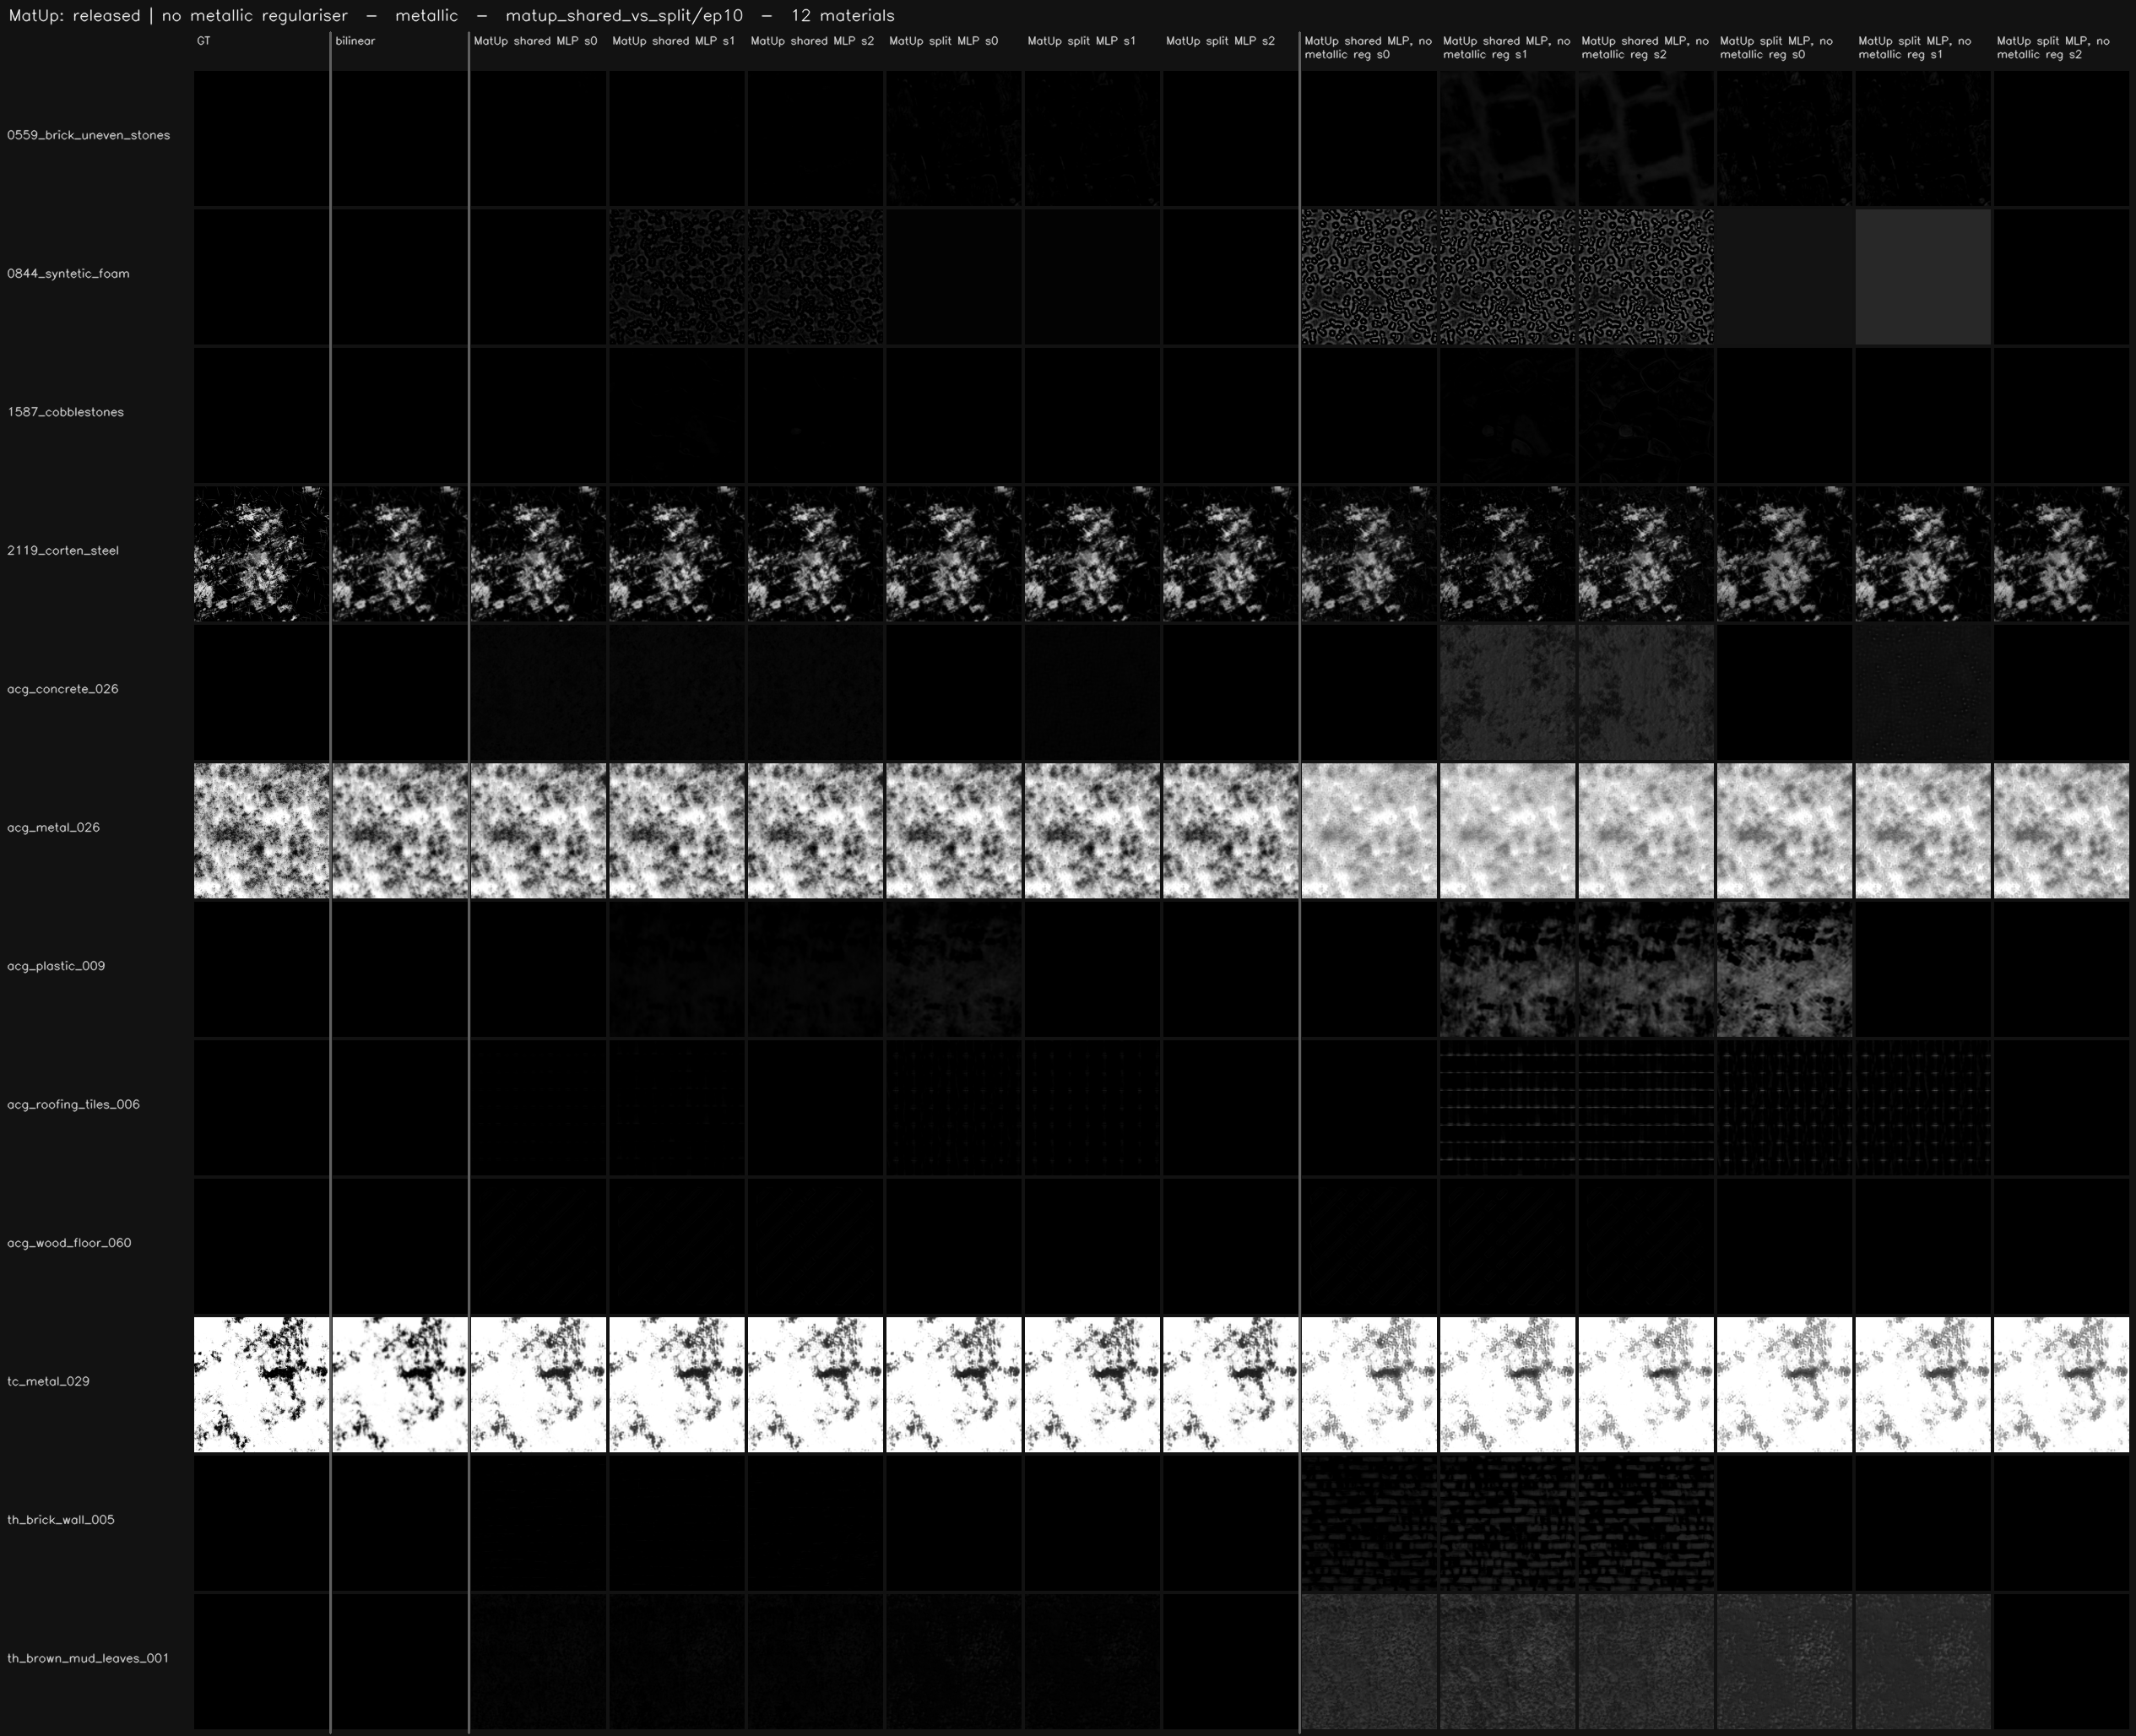 MatUp: released | no metallic regulariser — metallic — matup_shared_vs_split/ep10 — 12 materials
GT
bilinear
MatUp shared MLP s0
MatUp shared MLP s1
MatUp shared MLP s2
MatUp split MLP s0
MatUp split MLP s1
MatUp split MLP s2
MatUp shared MLP, no
metallic reg s0
MatUp shared MLP, no
metallic reg s1
MatUp shared MLP, no
metallic reg s2
MatUp split MLP, no
metallic reg s0
MatUp split MLP, no
metallic reg s1
MatUp split MLP, no
metallic reg s2
0559_brick_uneven_stones
0844_syntetic_foam
1587_cobblestones
2119_corten_steel
acg_concrete_026
acg_metal_026
acg_plastic_009
acg_roofing_tiles_006
acg_wood_floor_060
tc_metal_029
th_brick_wall_005
th_brown_mud_leaves_001